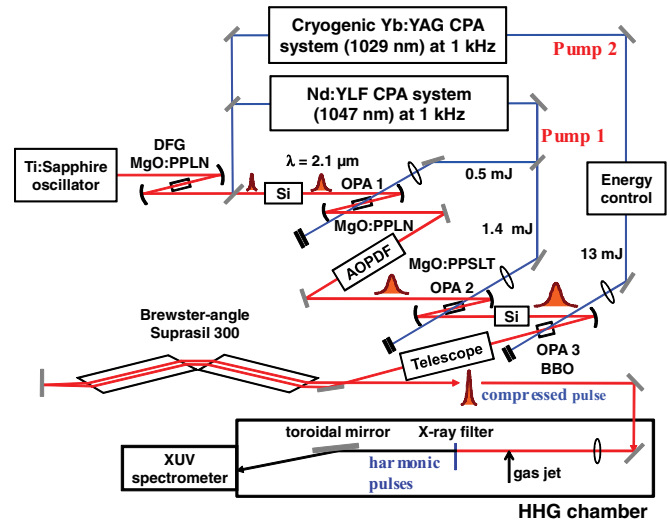 Cryogenic Yb:YAG CPA
system (1029 nm) at 1 kHz
Pump 2
Nd:YLF CPA system
(1047 nm) at 1 kHz
Pump 1
DFG
MgO:PPLN
Ti:Sapphire
oscillator
λ = 2.1 μm
Si
OPA 1
0.5 mJ
Energy
control
MgO:PPLN
1.4 mJ
AOPDF
MgO:PPSLT
13 mJ
OPA 2
Si
Brewster-angle
Suprasil 300
Telescope
OPA 3
BBO
compressed pulse
toroidal mirror
X-ray filter
XUV
spectrometer
harmonic
pulses
gas jet
HHG chamber